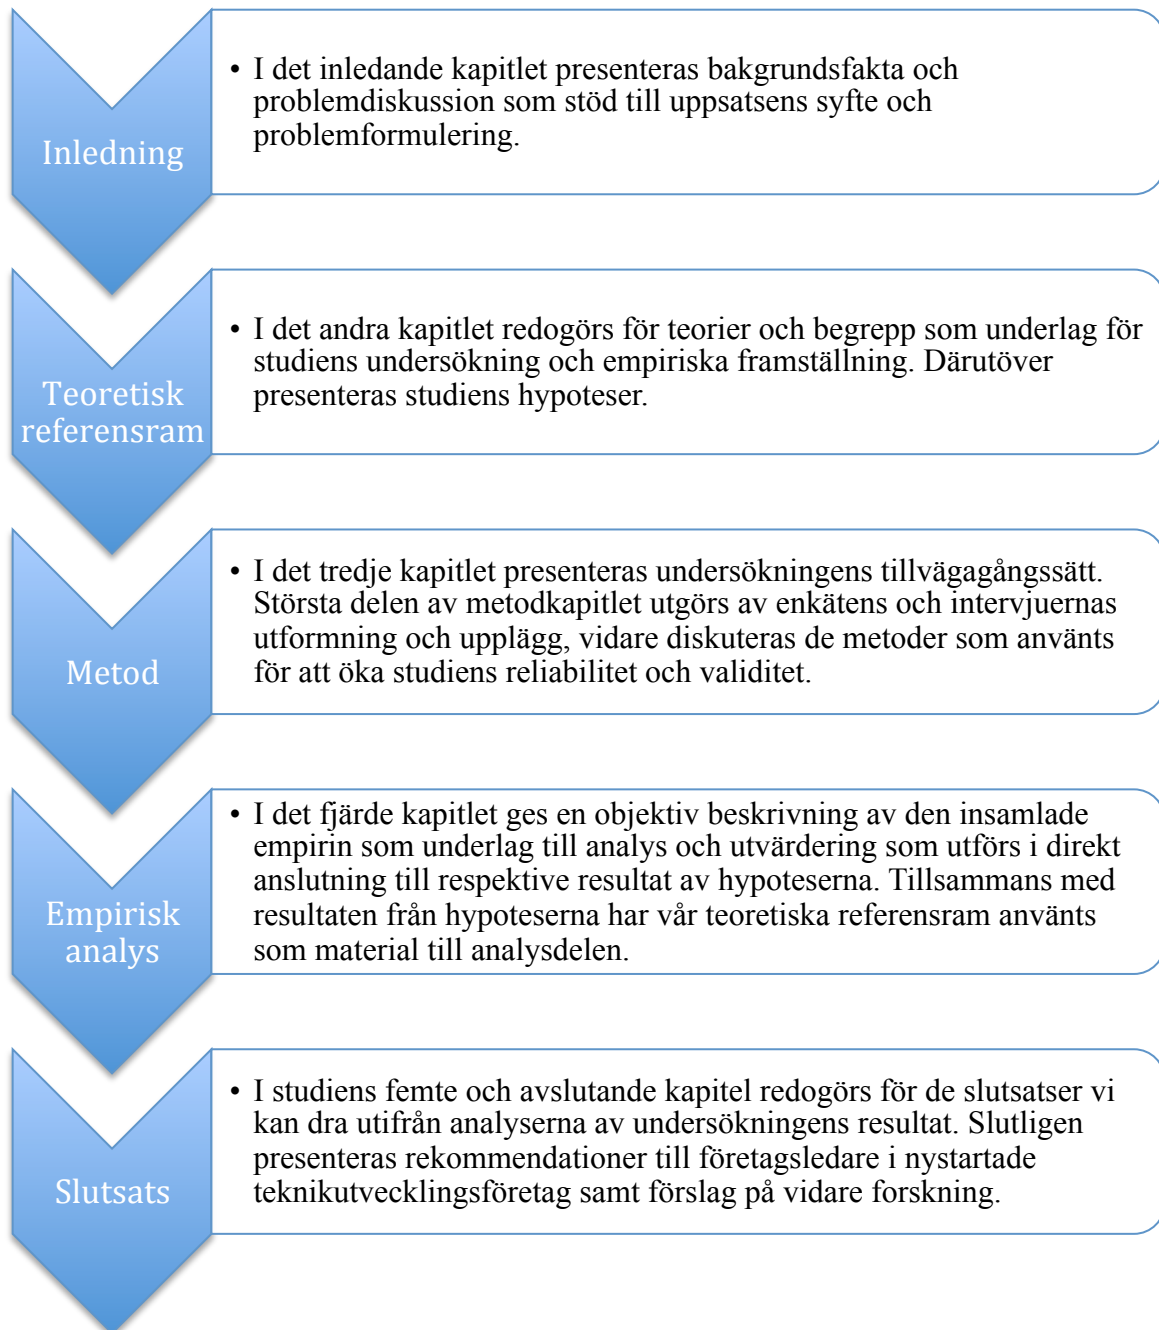 Inledning
• I det inledande kapitlet presenteras bakgrundsfakta och
problemdiskussion som stöd till uppsatsens syfte och
problemformulering.
Teoretisk
referensram
• I det andra kapitlet redogörs för teorier och begrepp som underlag för
studiens undersökning och empiriska framställning. Därutöver
presenteras studiens hypoteser.
Metod
• I det tredje kapitlet presenteras undersökningens tillvägagångssätt.
Största delen av metodkapitlet utgörs av enkätens och intervjuernas
utformning och upplägg, vidare diskuteras de metoder som använts
för att öka studiens reliabilitet och validitet.
Empirisk
analys
• I det fjärde kapitlet ges en objektiv beskrivning av den insamlade
empirin som underlag till analys och utvärdering som utförs i direkt
anslutning till respektive resultat av hypoteserna. Tillsammans med
resultaten från hypoteserna har vår teoretiska referensram använts
som material till analysdelen.
Slutsats
• I studiens femte och avslutande kapitel redogörs för de slutsatser vi
kan dra utifrån analyserna av undersökningens resultat. Slutligen
presenteras rekommendationer till företagsledare i nystartade
teknikutvecklingsföretag samt förslag på vidare forskning.